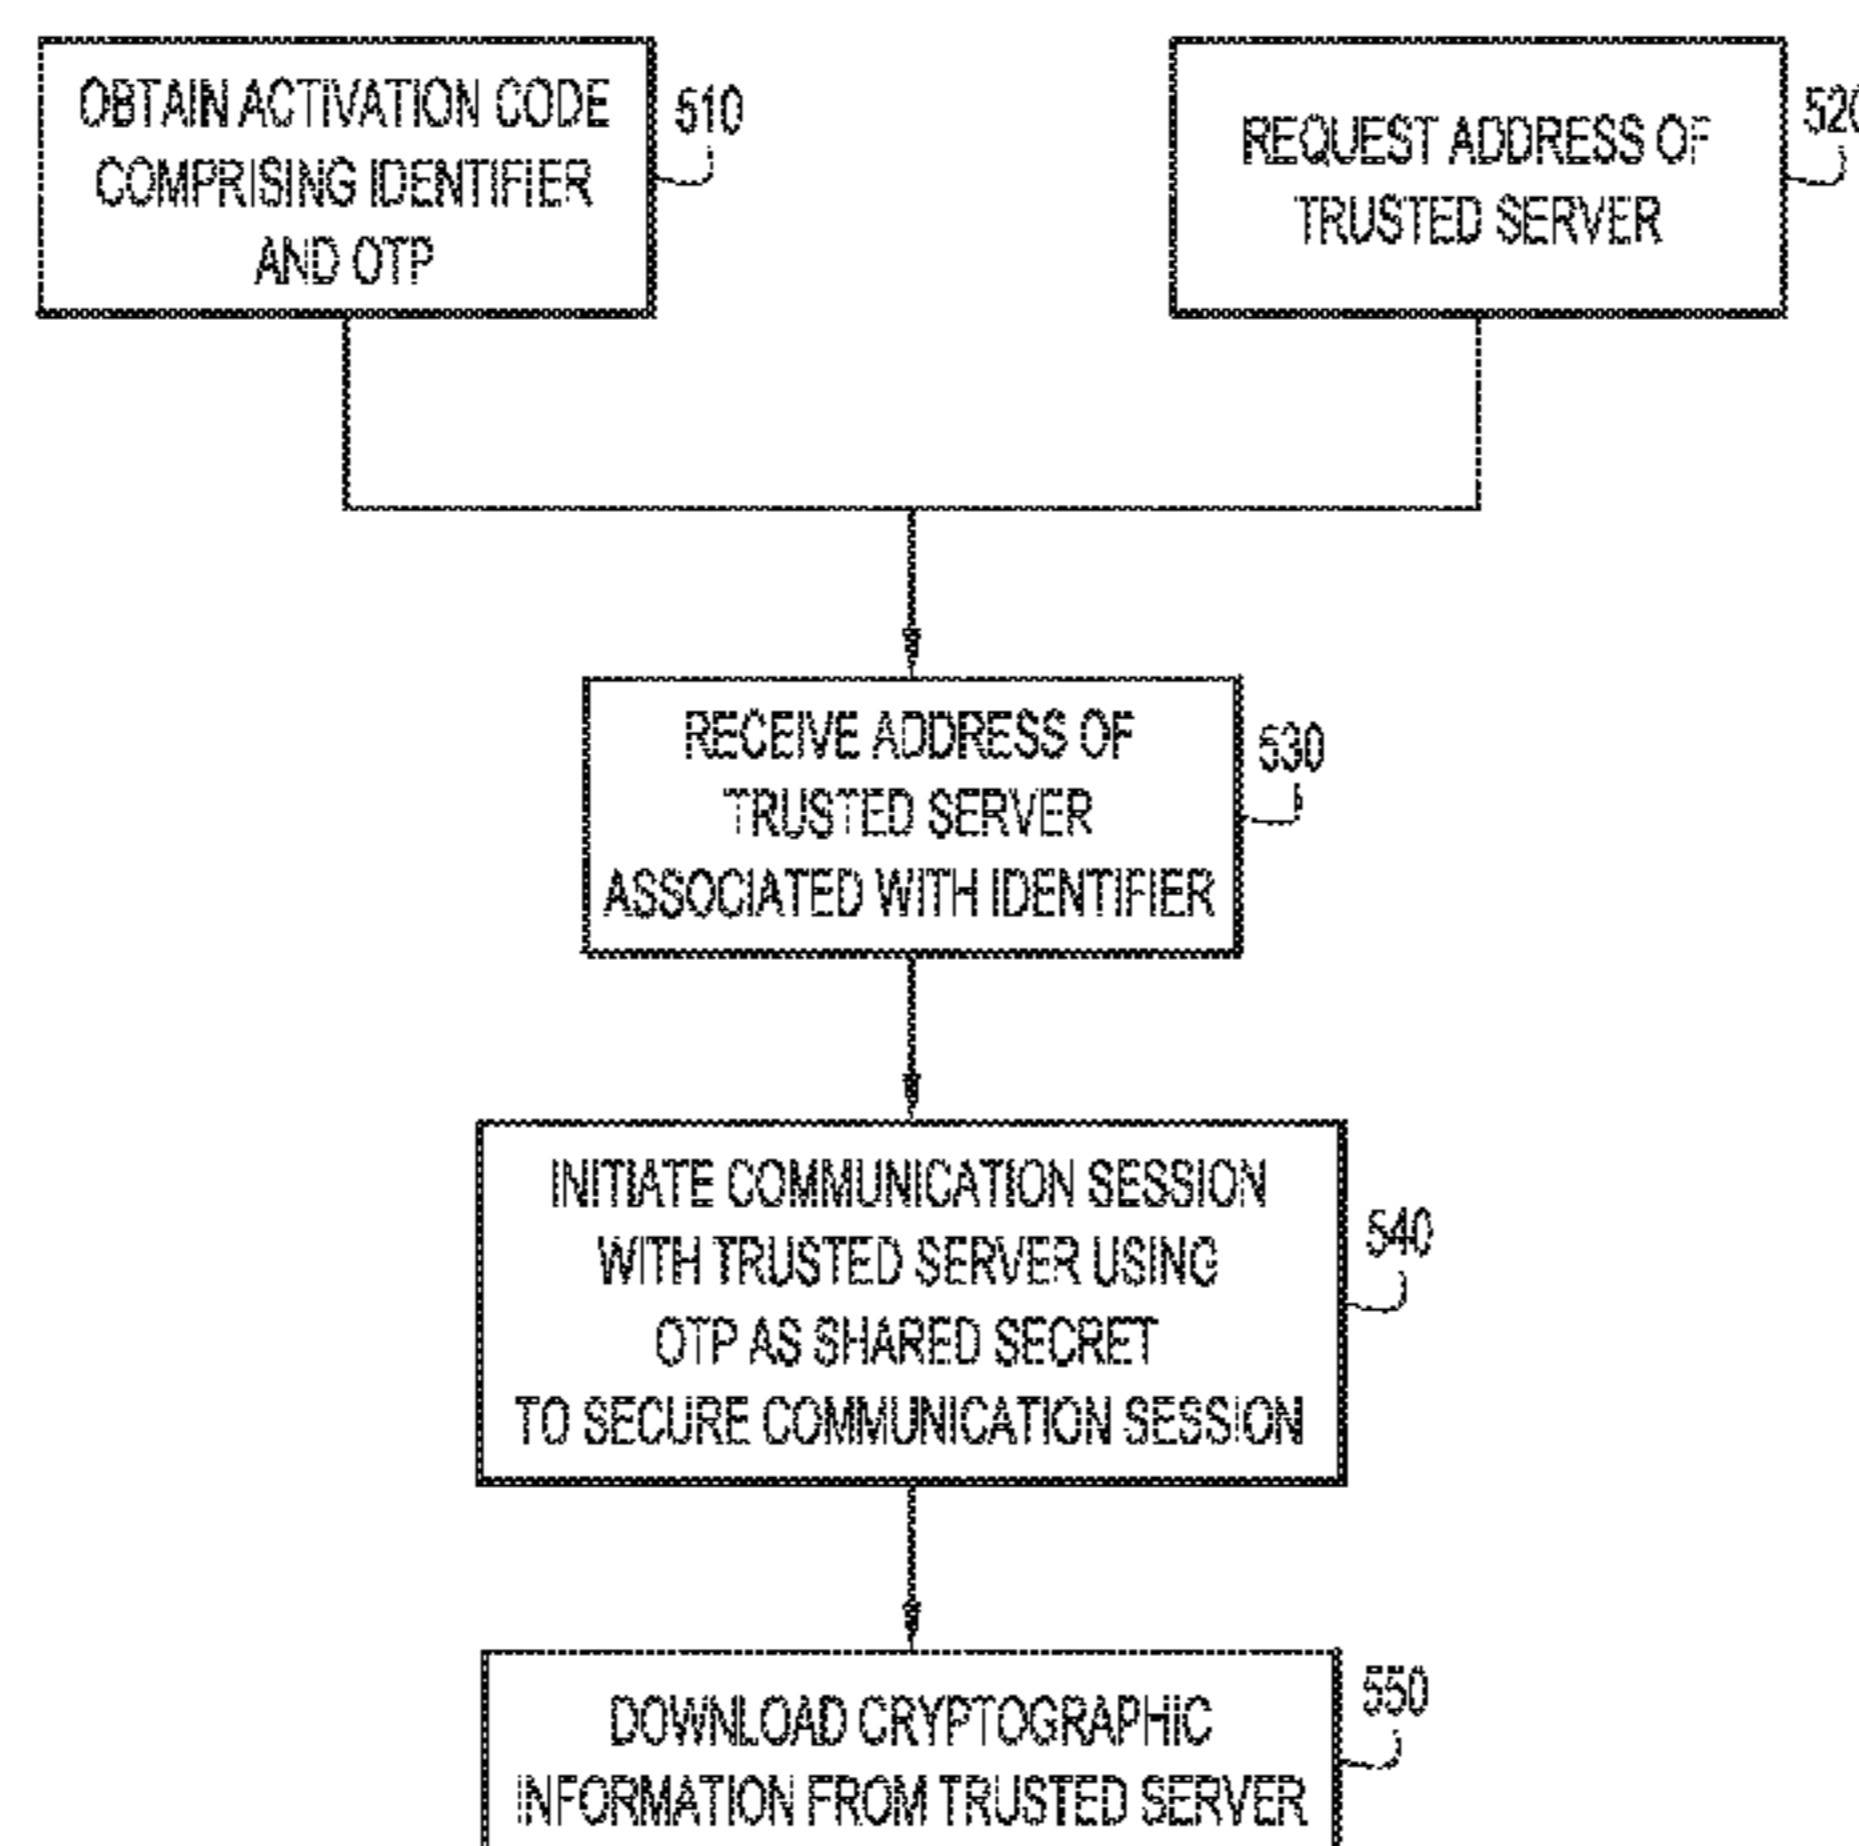 OBTAIN ACTIVATION CODE
COMPRISING IDENTIFIER
AND OTP
510
REQUEST ADDRESS OF
TRUSTED SERVER
520
RECEIVE ADDRESS OF
TRUSTED SERVER
ASSOCIATED WITH IDENTIFIER
530
INITIATE COMMUNICATION SESSION
WITH TRUSTED SERVER USING
OTP AS SHARED SECRET
TO SECURE COMMUNICATION SESSION
540
DOWNLOAD CRYPTOGRAPHIC
INFORMATION FROM TRUSTED SERVER
550